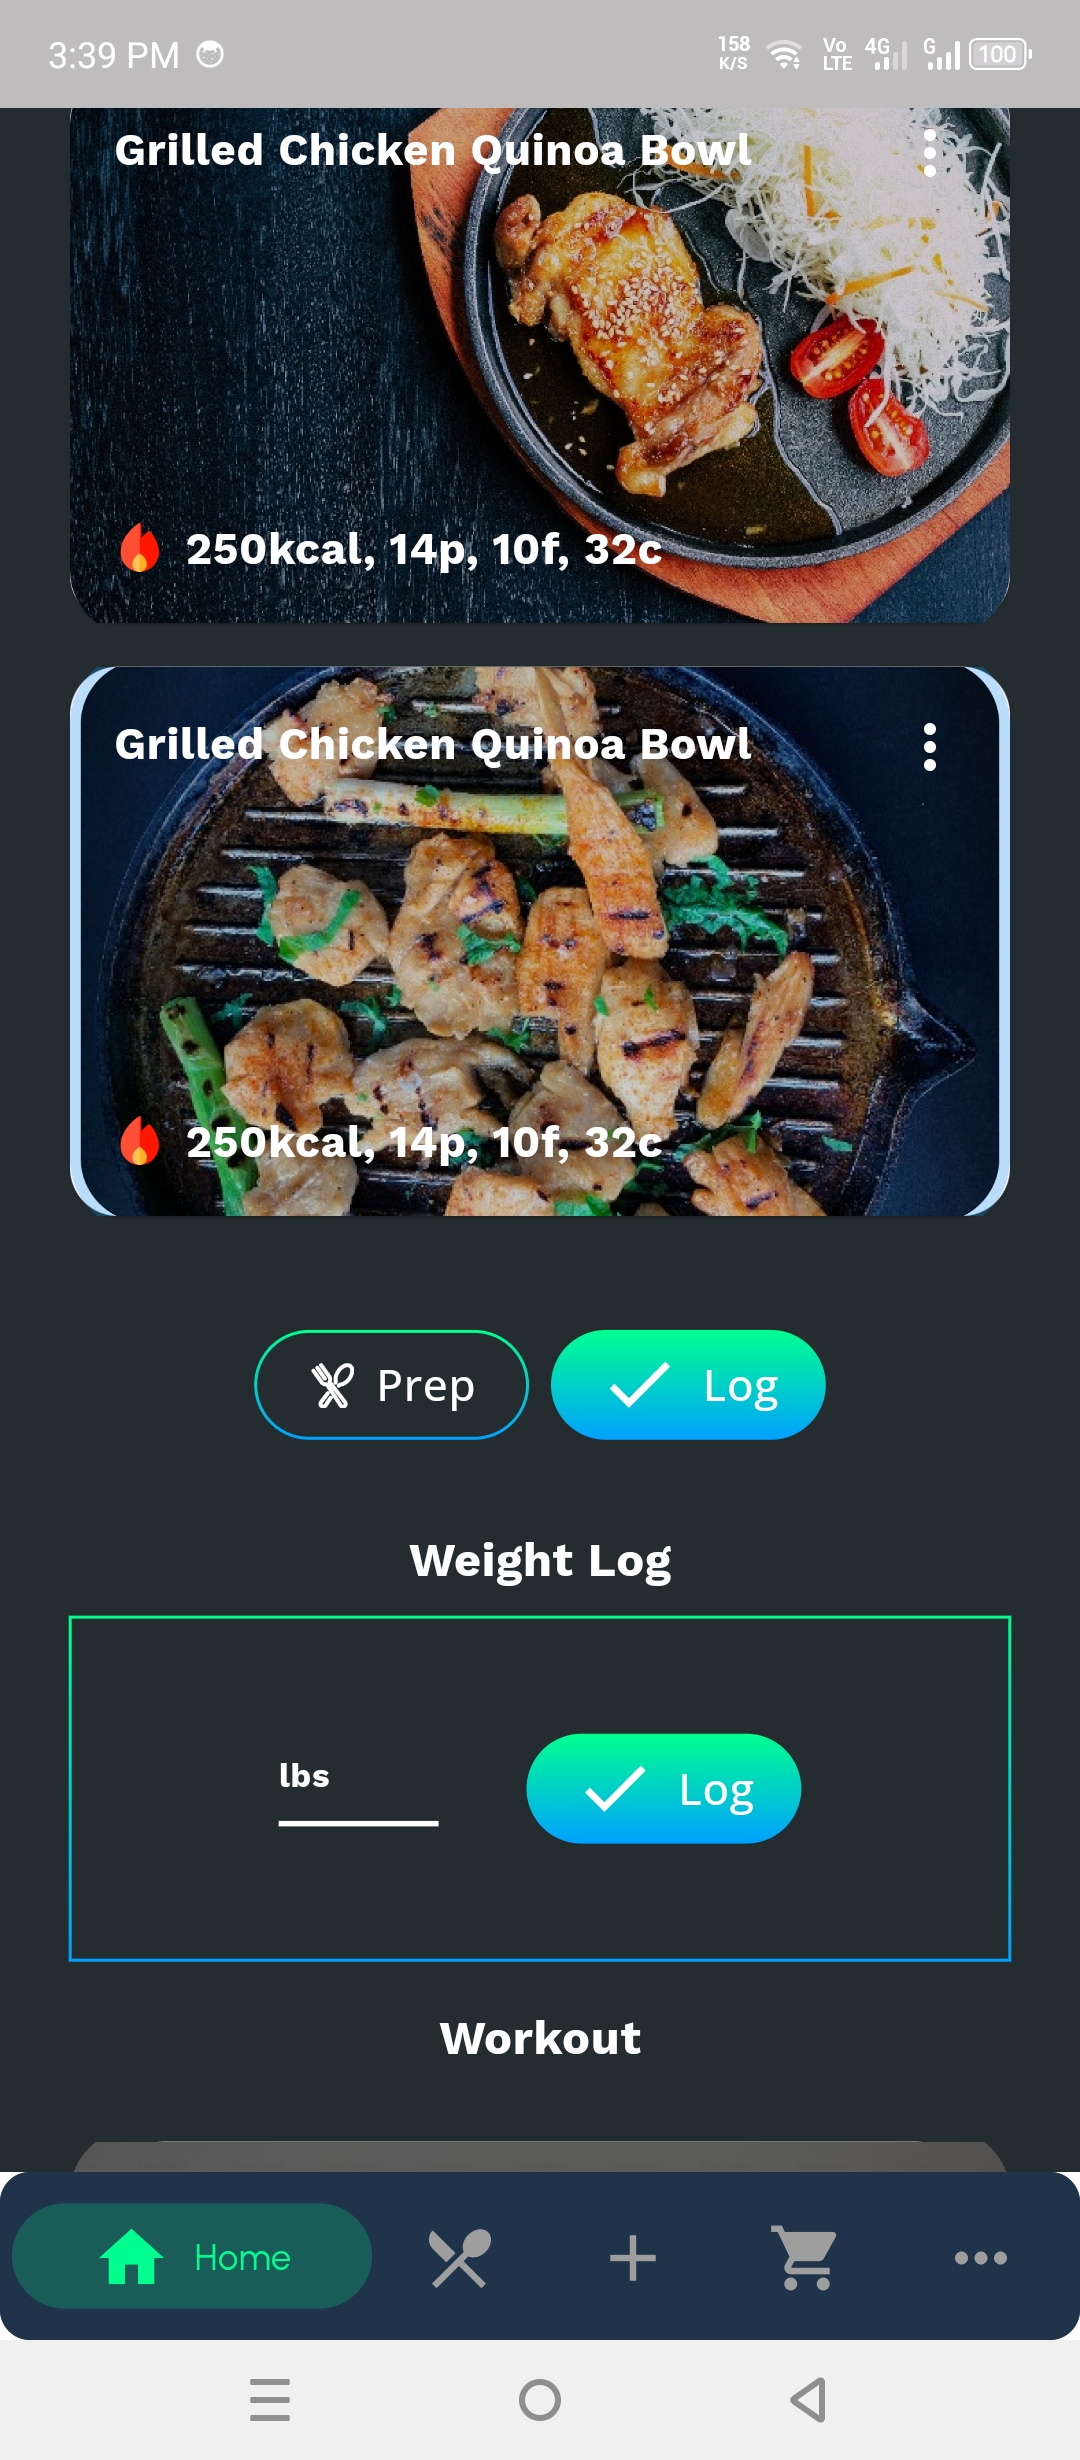 3:39 PM
158 K/S
Vo LTE
4G
G
100
Grilled Chicken Quinoa Bowl
250kcal, 14p, 10f, 32c
Grilled Chicken Quinoa Bowl
250kcal, 14p, 10f, 32c
Prep
Log
Weight Log
lbs
Log
Workout
Home